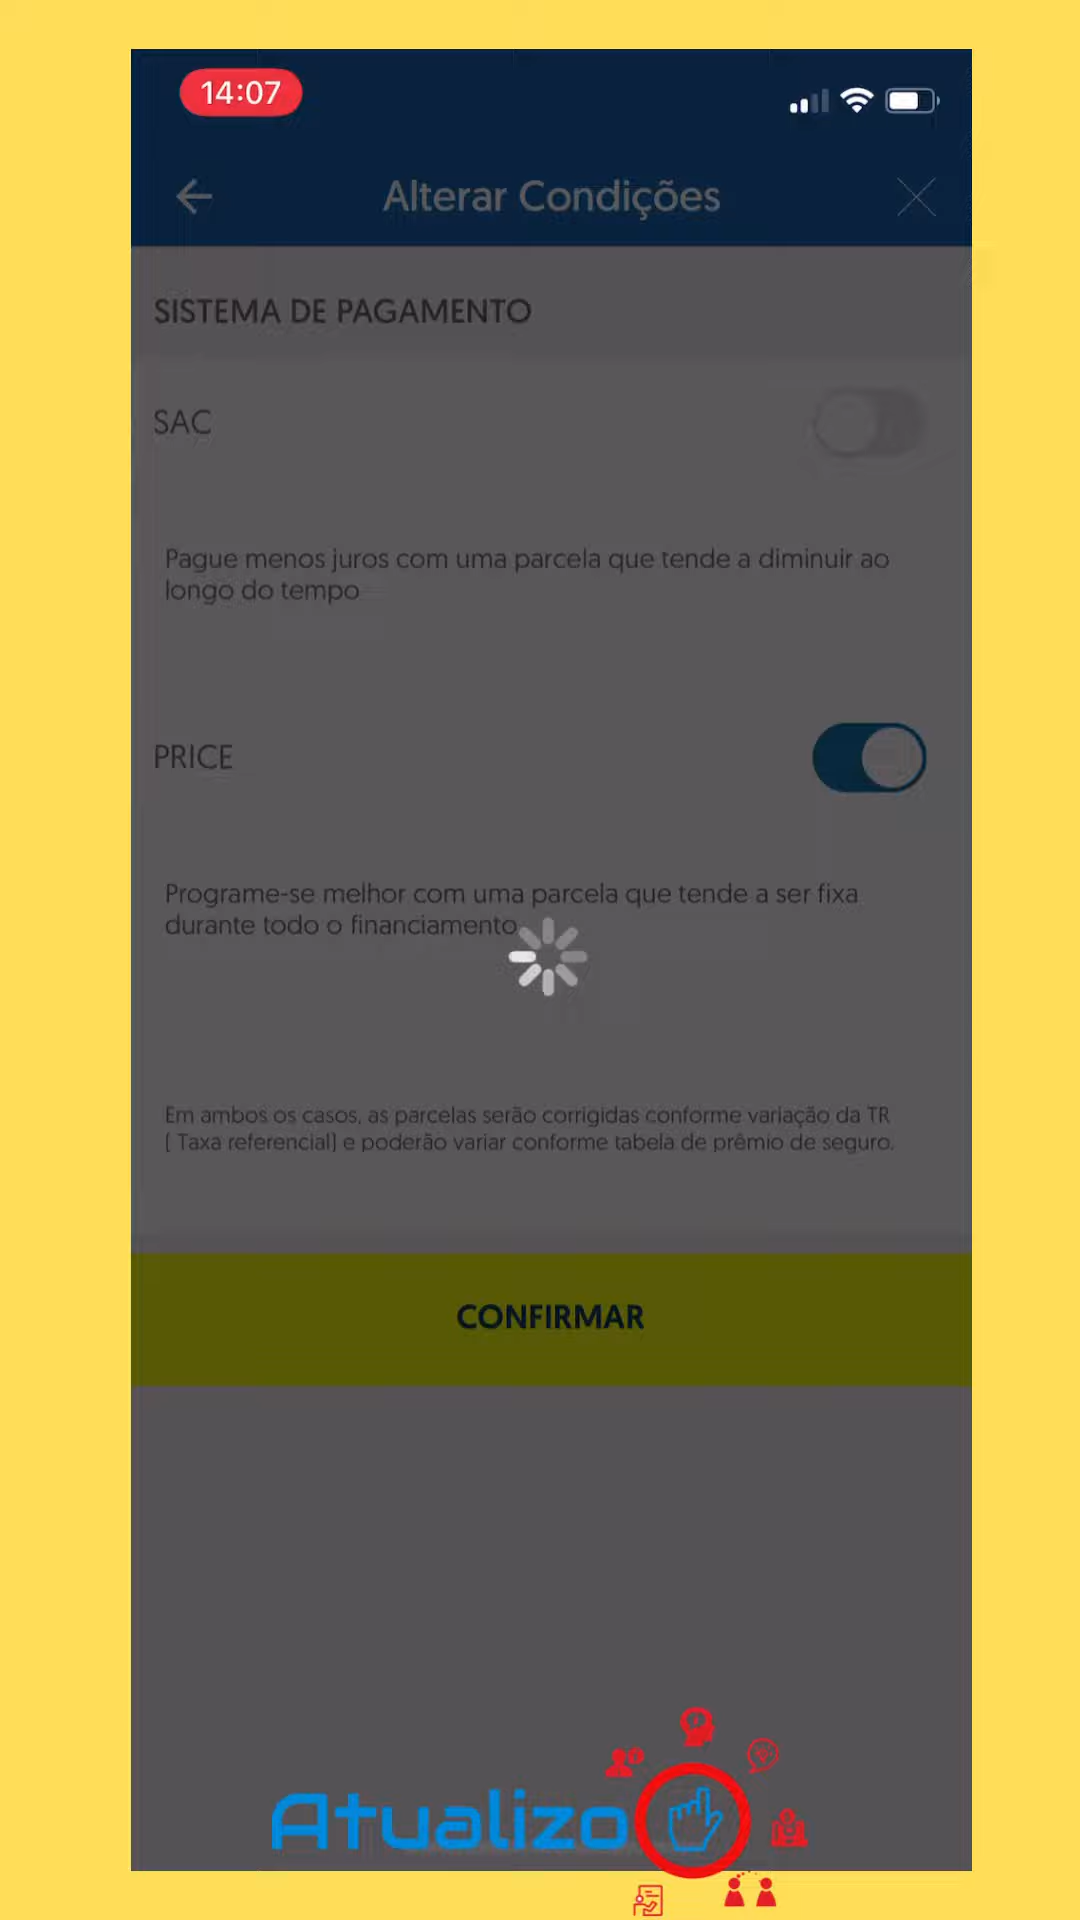 14:07
Alterar Condições
SISTEMA DE PAGAMENTO
SAC
Pague menos juros com uma parcela que tende a diminuir ao
longo do tempo
PRICE
Programe-se melhor com uma parcela que tende a ser fixa
durante todo o financiamento
Em ambos os casos, as parcelas serão corrigidas conforme variação da TR
( Taxa referencial) e poderão variar conforme tabela de prêmio de seguro.
CONFIRMAR
Atualizo